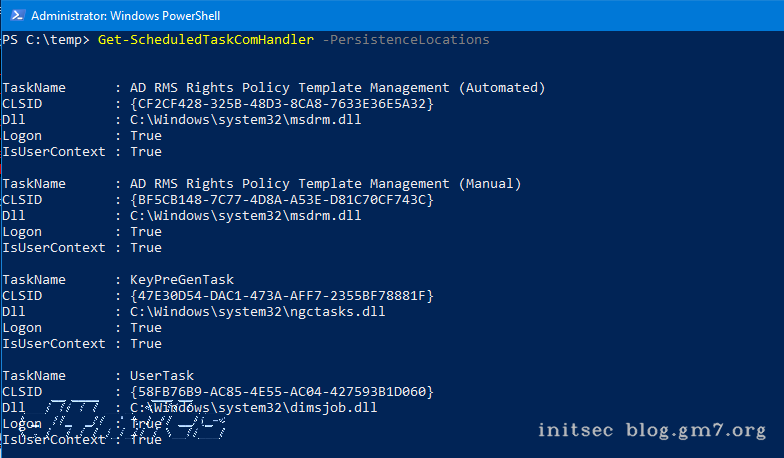 Administrator: Windows PowerShell
PS C:\temp> Get-ScheduledTaskComHandler -PersistenceLocations
TaskName : AD RMS Rights Policy Template Management (Automated)
CLSID : {CF2CF428-325B-48D3-8CA8-7633E36E5A32}
Dll : C:\Windows\system32\msdrm.dll
Logon : True
IsUserContext : True
TaskName : AD RMS Rights Policy Template Management (Manual)
CLSID : {BF5CB148-7C77-4D8A-A53E-D81C70CF743C}
Dll : C:\Windows\system32\msdrm.dll
Logon : True
IsUserContext : True
TaskName : KeyPreGenTask
CLSID : {47E30D54-DAC1-473A-AFF7-2355BF78881F}
Dll : C:\Windows\system32\ngctasks.dll
Logon : True
IsUserContext : True
TaskName : UserTask
CLSID : {58FB76B9-AC85-4E55-AC04-427593B1D060}
Dll : C:\Windows\system32\dimsjob.dll
Logon : True
IsUserContext : True
initsec blog.gm7.org